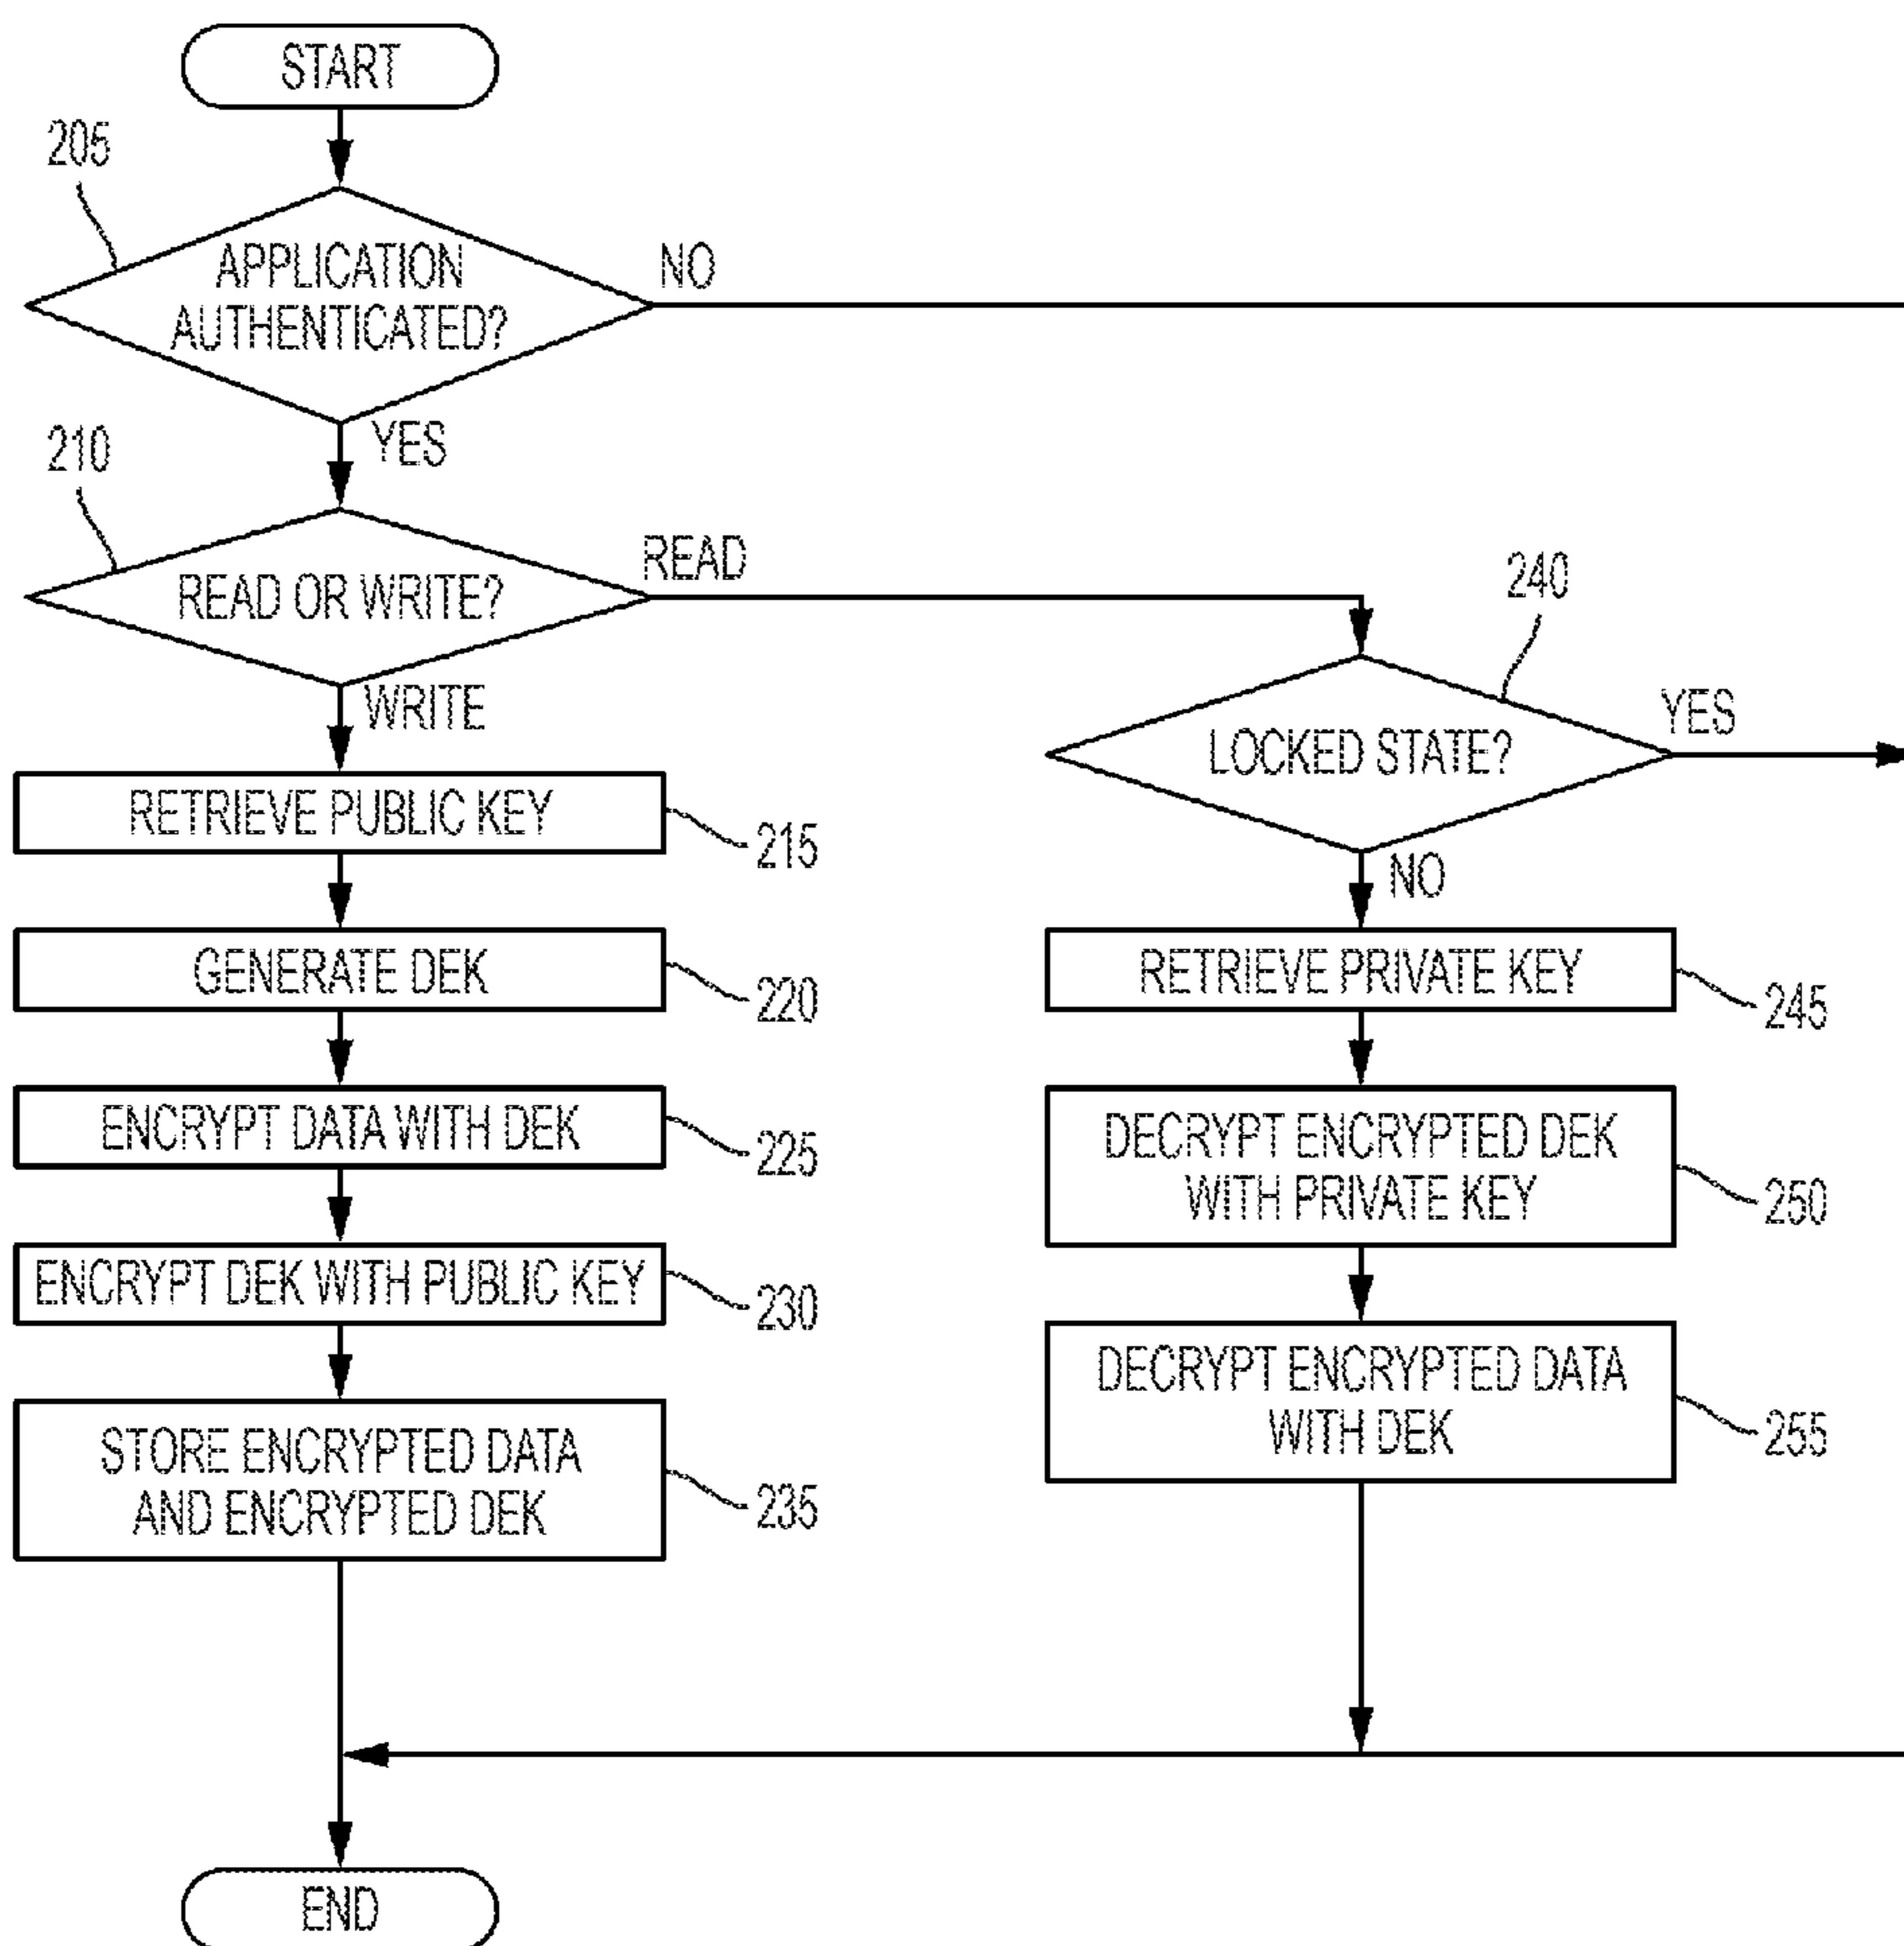 START
205
APPLICATION
AUTHENTICATED?
NO
YES
210
READ OR WRITE?
READ
WRITE
240
LOCKED STATE?
YES
NO
RETRIEVE PUBLIC KEY
215
GENERATE DEK
220
ENCRYPT DATA WITH DEK
225
ENCRYPT DEK WITH PUBLIC KEY
230
STORE ENCRYPTED DATA
AND ENCRYPTED DEK
235
RETRIEVE PRIVATE KEY
245
DECRYPT ENCRYPTED DEK
WITH PRIVATE KEY
250
DECRYPT ENCRYPTED DATA
WITH DEK
255
END